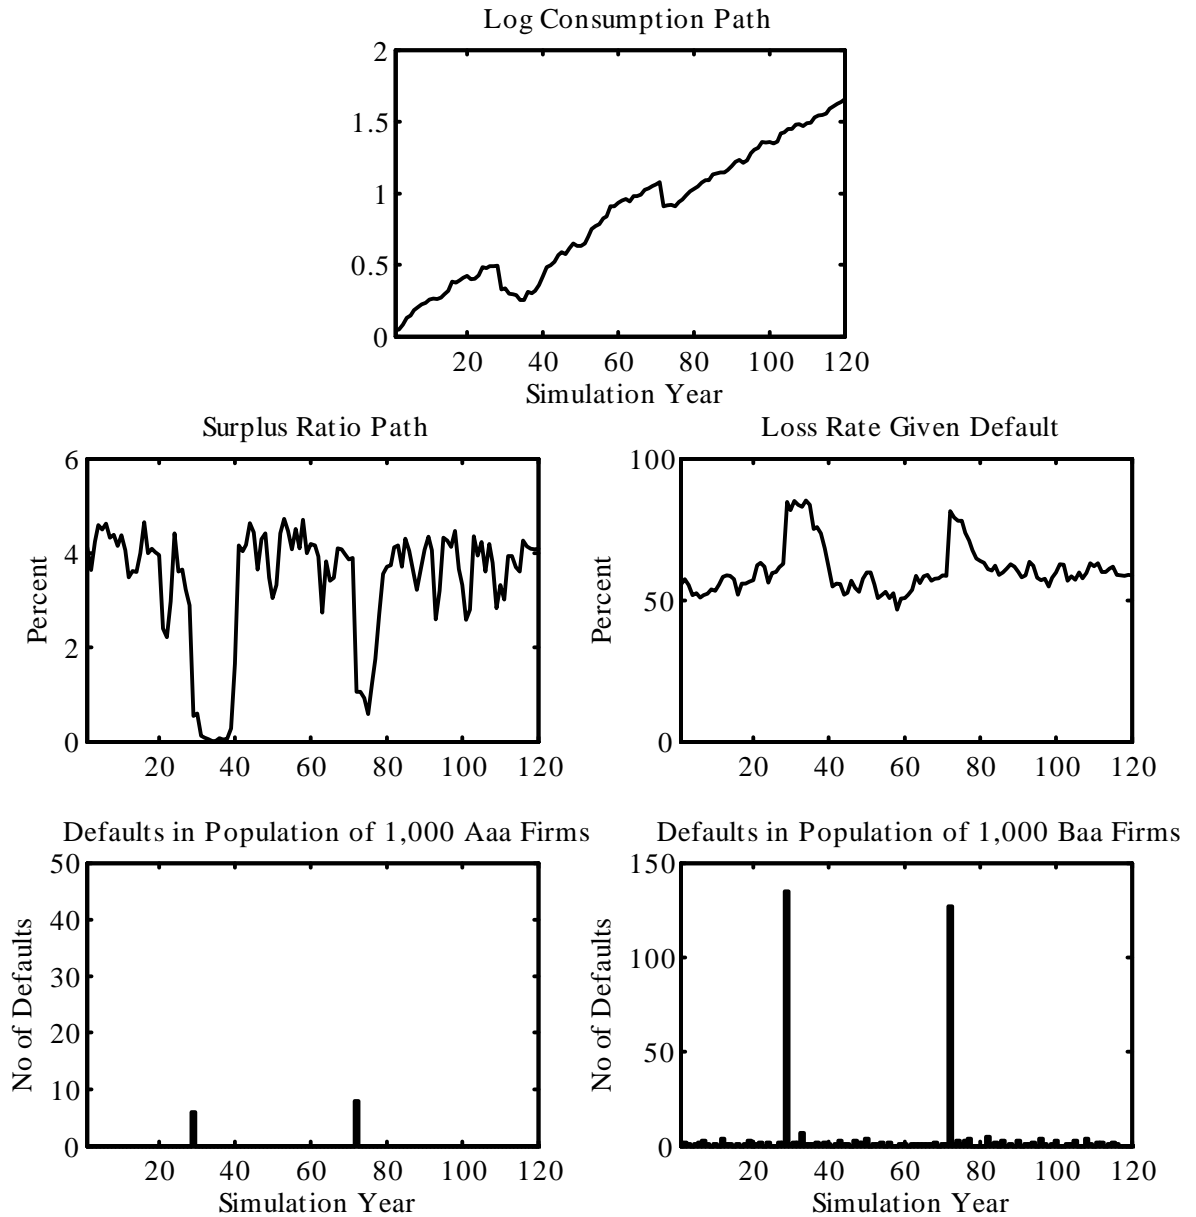 Log Consumption Path
2
1.5
1
0.5
0
20 40 60 80 100 120
Simulation Year
Surplus Ratio Path
6
4
2
0
Percent
20 40 60 80 100 120
Loss Rate Given Default
100
50
0
Percent
20 40 60 80 100 120
Defaults in Population of 1,000 Aaa Firms
50
40
30
20
10
0
No of Defaults
20 40 60 80 100 120
Simulation Year
Defaults in Population of 1,000 Baa Firms
150
100
50
0
No of Defaults
20 40 60 80 100 120
Simulation Year